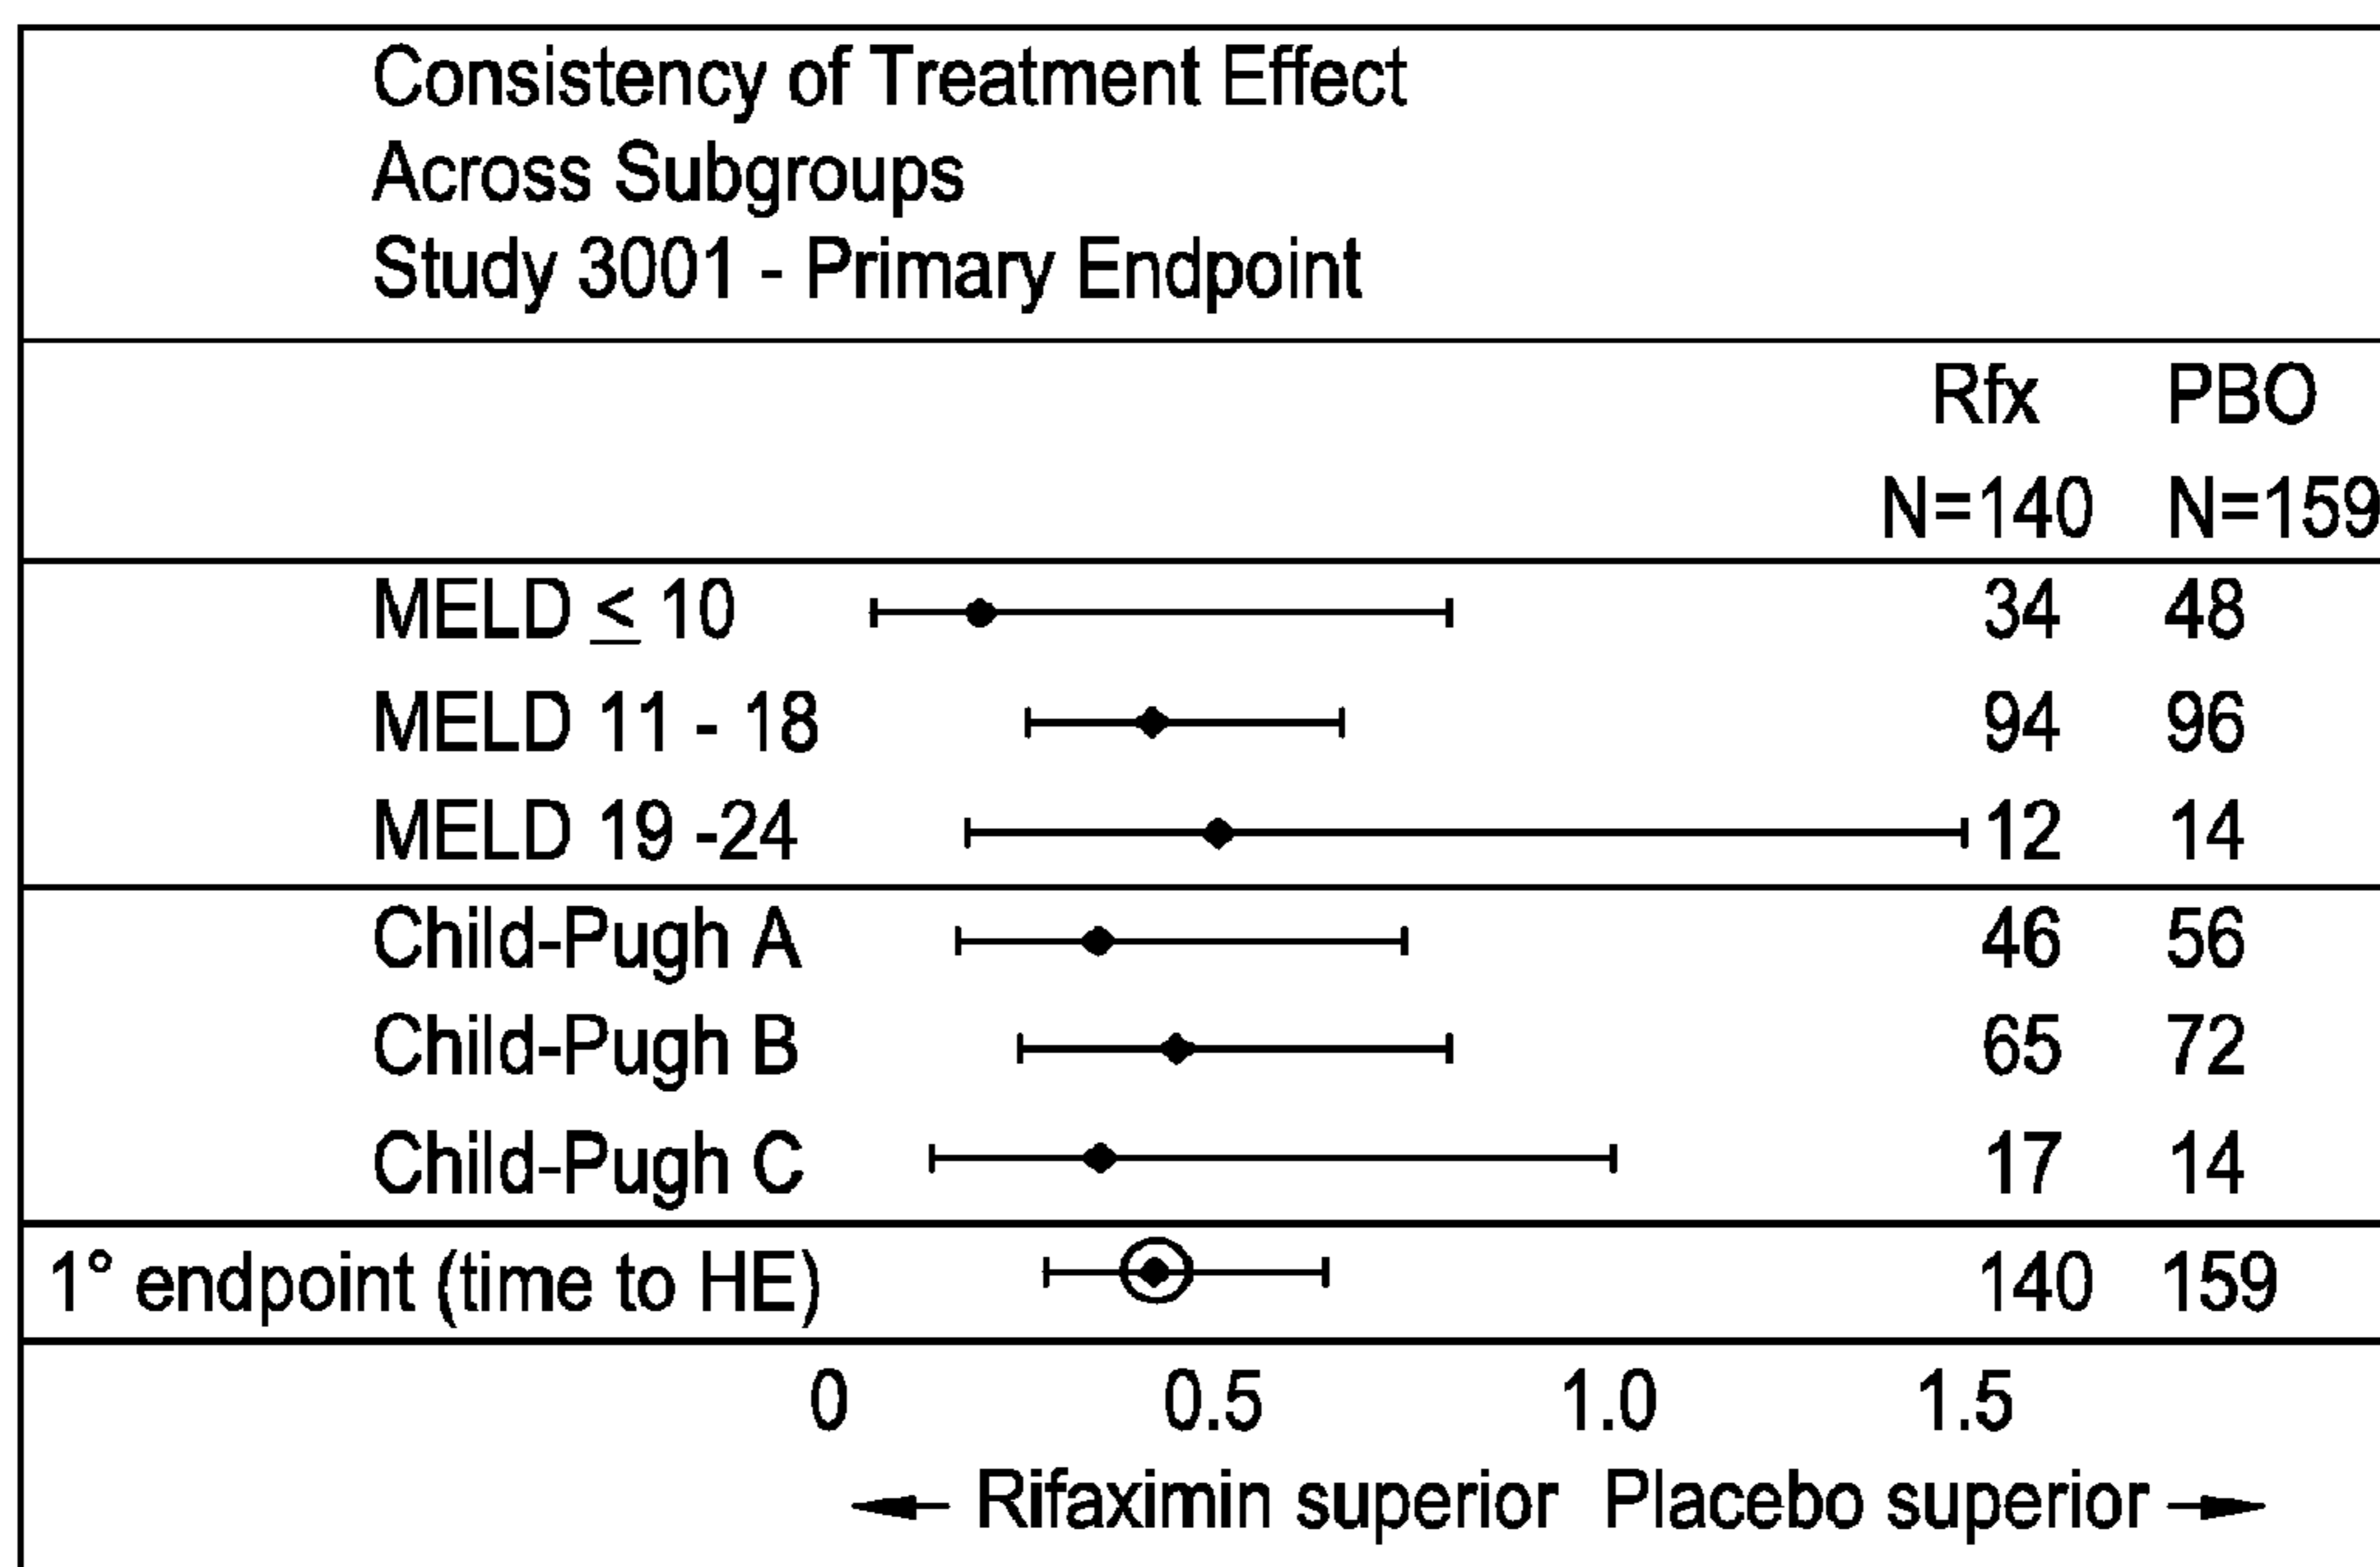 Consistency of Treatment Effect
Across Subgroups
Study 3001 - Primary Endpoint
Rfx PBO
N=140 N=159
MELD ≤ 10 34 48
MELD 11 - 18 94 96
MELD 19 -24 12 14
Child-Pugh A 46 56
Child-Pugh B 65 72
Child-Pugh C 17 14
1° endpoint (time to HE) 140 159
0 0.5 1.0 1.5
Rifaximin superior Placebo superior